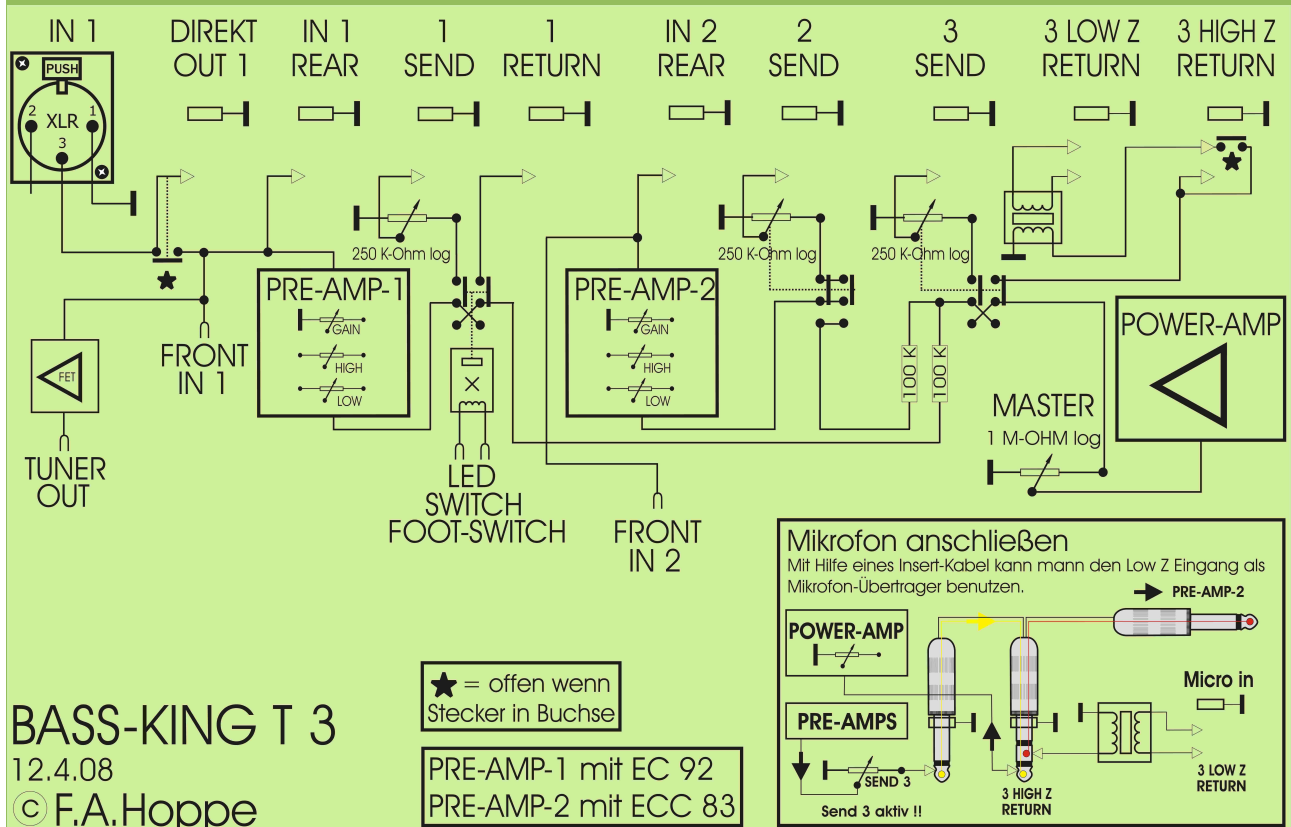 IN 1
DIREKT
OUT 1
IN 1
REAR
1
SEND
1
RETURN
IN 2
REAR
2
SEND
3
SEND
3 LOW Z
RETURN
3 HIGH Z
RETURN
PUSH
2
XLR
1
3
250 K-Ohm log
250 K-Ohm log
250 K-Ohm log
PRE-AMP-1
GAIN
HIGH
LOW
PRE-AMP-2
GAIN
HIGH
LOW
FRONT
IN 1
FET
TUNER
OUT
100 K
100 K
POWER-AMP
MASTER
1 M-OHM log
LED
SWITCH
FOOT-SWITCH
FRONT
IN 2
Mikrofon anschließen
Mit Hilfe eines Insert-Kabel kann mann den Low Z Eingang als
Mikrofon-Übertrager benutzen.
PRE-AMP-2
POWER-AMP
PRE-AMPS
SEND 3
Send 3 aktiv !!
3 HIGH Z
RETURN
Micro in
3 LOW Z
RETURN
= offen wenn
Stecker in Buchse
PRE-AMP-1 mit EC 92
PRE-AMP-2 mit ECC 83
BASS-KING T 3
12.4.08
© F.A.Hoppe